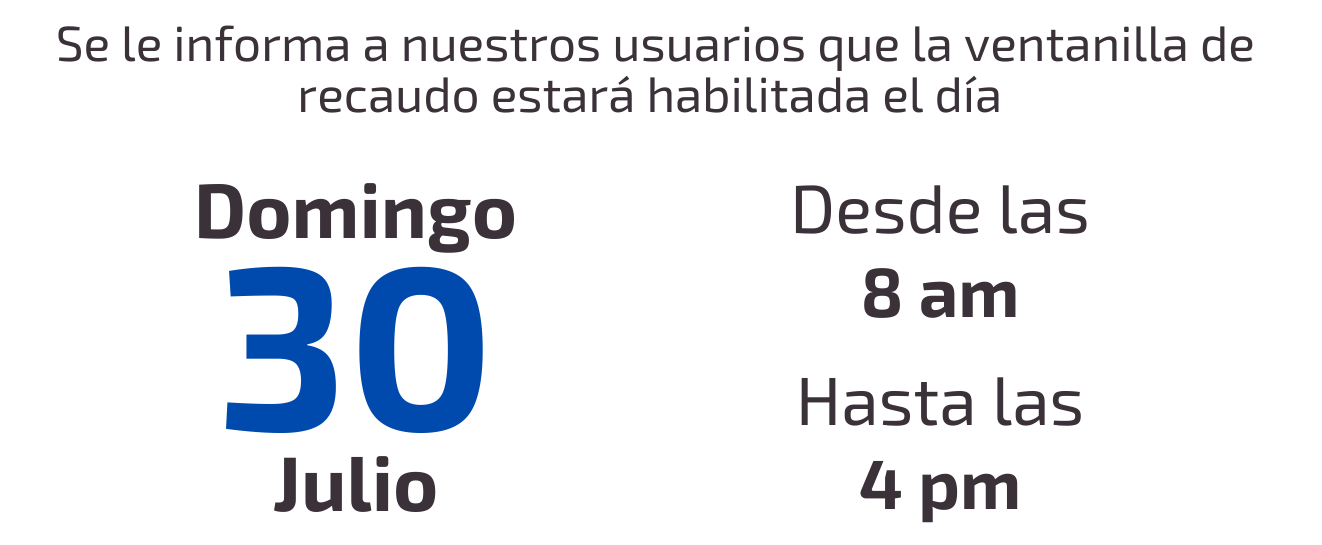 Se le informa a nuestros usuarios que la ventanilla de
recaudo estará habilitada el día
Domingo
30
Julio
Desde las
8 am
Hasta las
4 pm